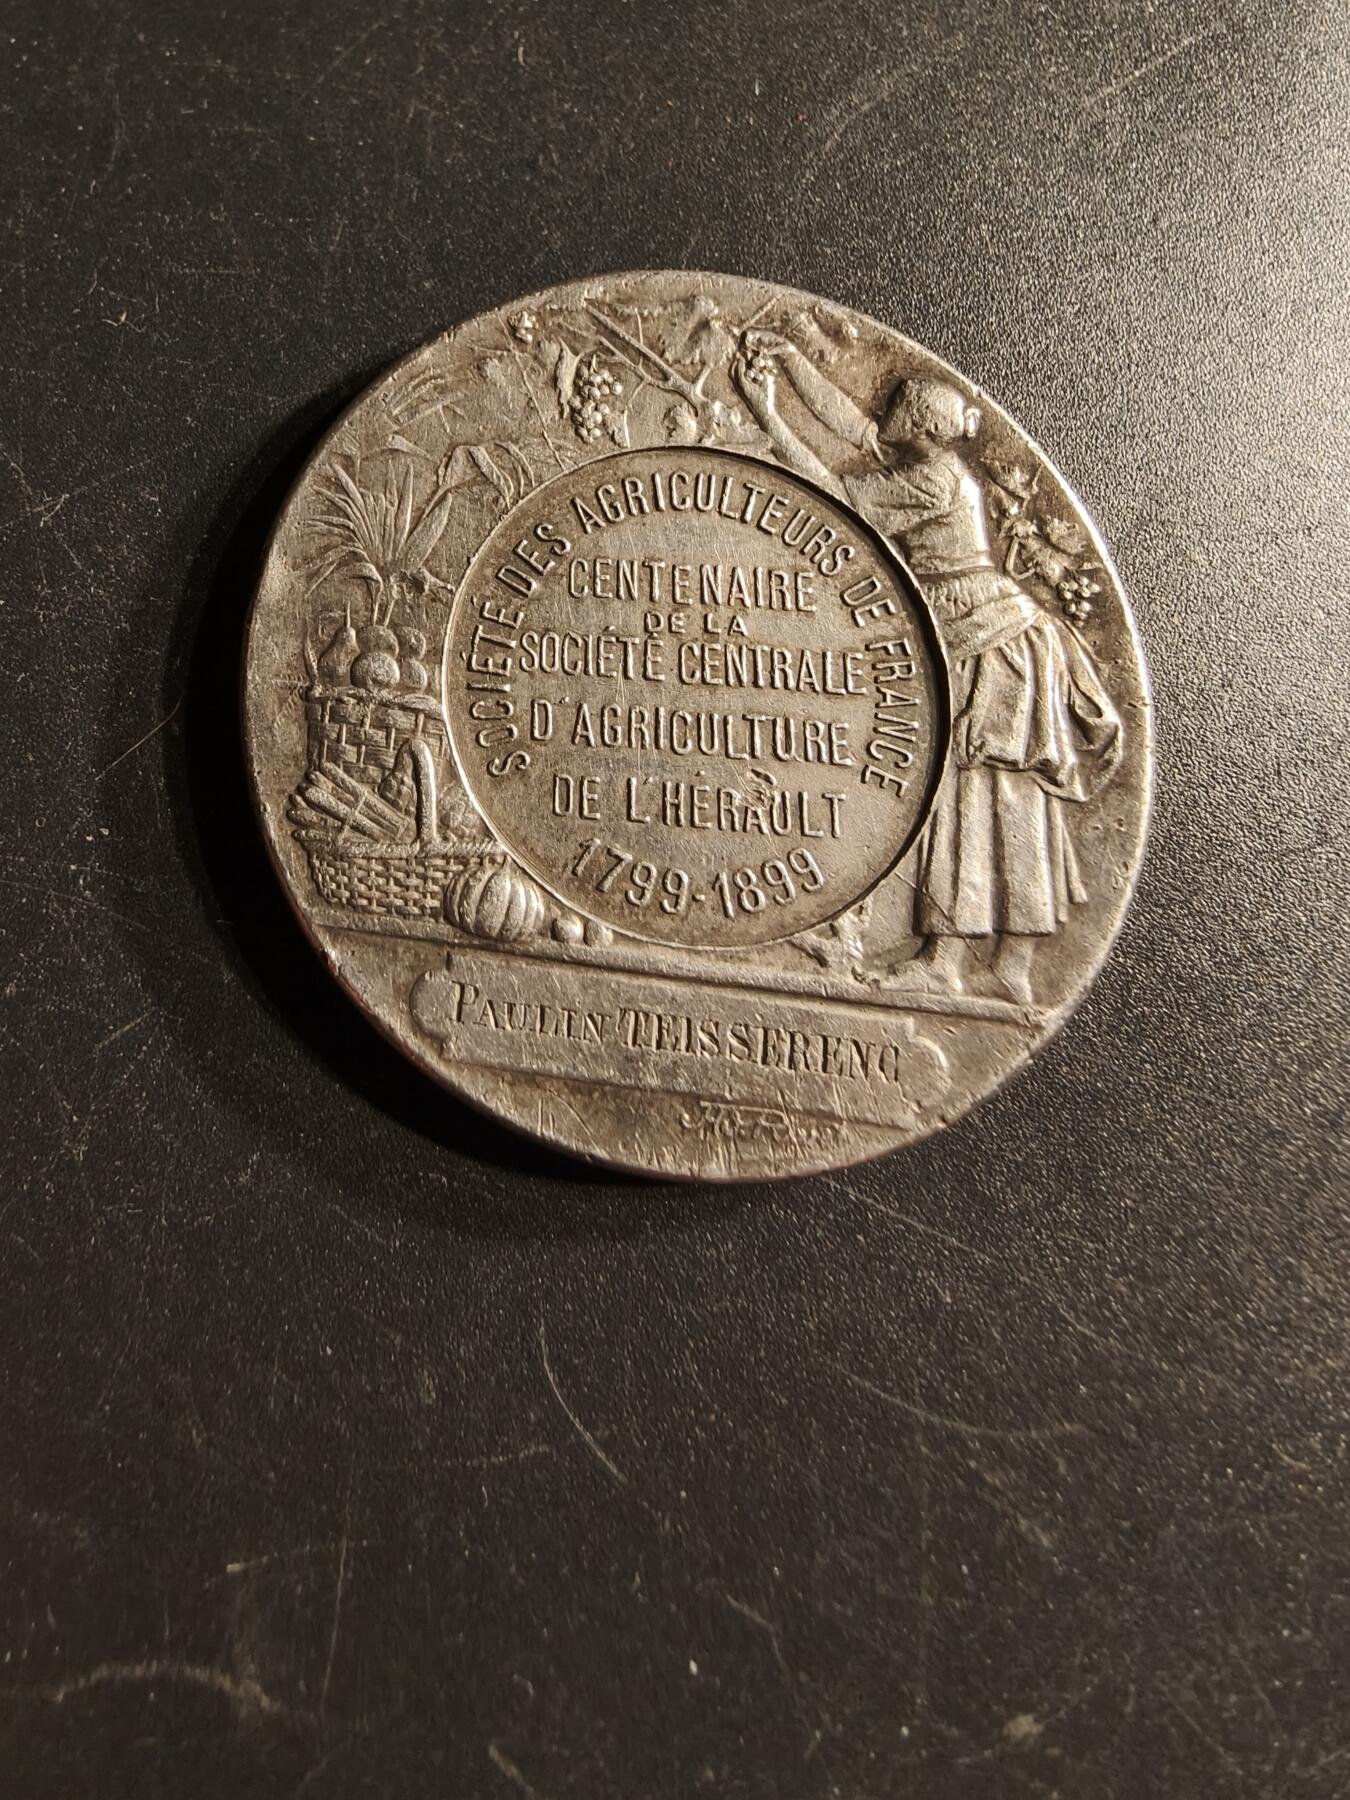 SOCIÉTÉ DES AGRICULTEURS DE FRANCE
CENTENAIRE
DE LA
SOCIÉTÉ CENTRALE
D'AGRICULTURE
DE L'HÉRAULT
1799-1899
PAULIN TEISSERENC